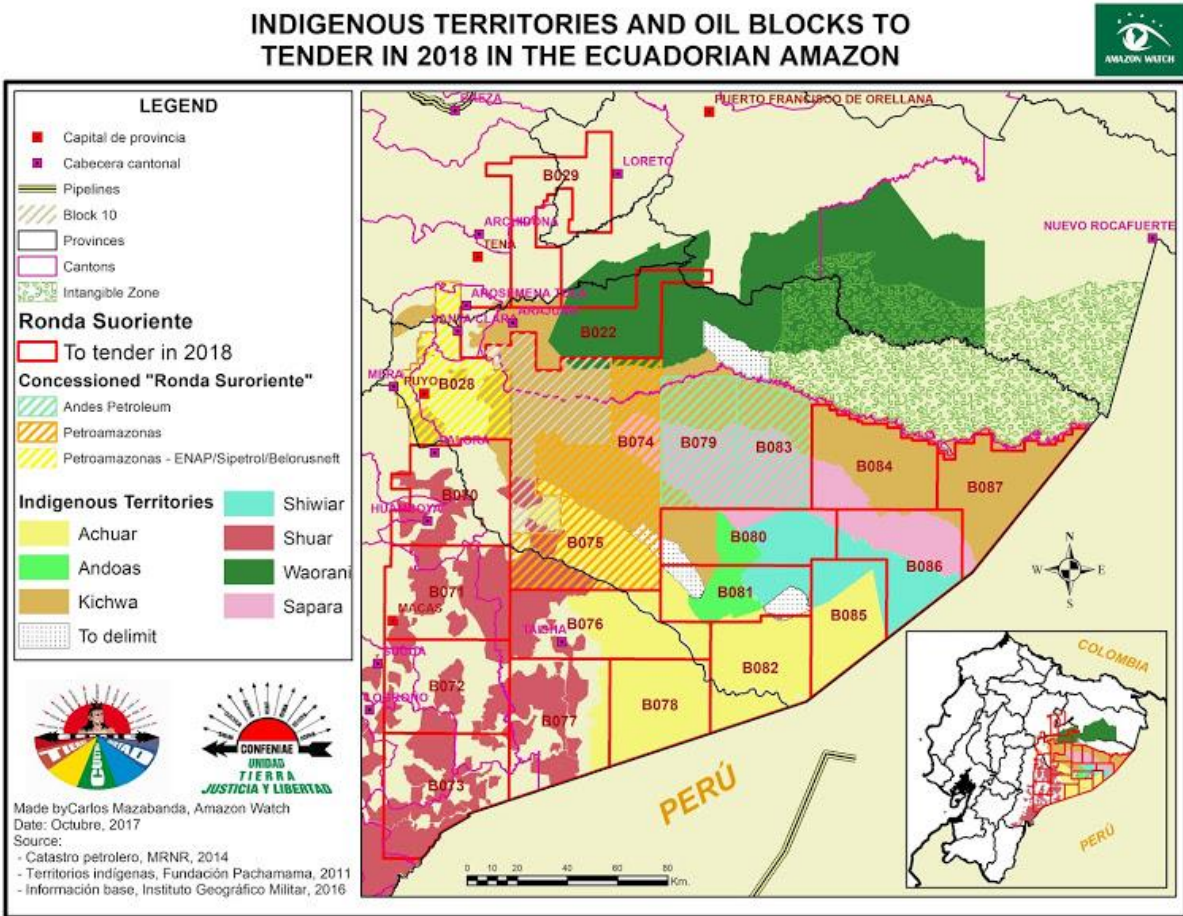 INDIGENOUS TERRITORIES AND OIL BLOCKS TO
TENDER IN 2018 IN THE ECUADORIAN AMAZON
AMAZON WATCH
LEGEND
Capital de provincia
Cabecera cantonal
Pipelines
Block 10
Provinces
Cantons
Intangible Zone
Ronda Suoriente
To tender in 2018
Concessioned "Ronda Suroriente"
Andes Petroleum
Petroamazonas
Petroamazonas - ENAP/Sipetrol/Belorusneft
Indigenous Territories
Achuar
Andoas
Kichwa
To delimit
Shiwiar
Shuar
Waorani
Sapara
CONFENIAE
UNIDAD
TIERRA
JUSTICIA Y LIBERTAD
Made byCarlos Mazabanda, Amazon Watch
Date: Octubre, 2017
Source:
- Catastro petrolero, MRNR, 2014
- Territorios indígenas, Fundación Pachamama, 2011
- Información base, Instituto Geográfico Militar, 2016
PUERTO FRANCISCO DE ORELLANA
B029
LORETO
ARCHIDONA
TENA
NUEVO ROCAFUERTE
B022
MERA
PUYO
B028
B074
B079
B083
B084
B087
B070
B075
B080
B086
B071
MACAS
B081
B085
B076
TAISHA
B072
B082
B078
B077
B073
PERÚ
N
W
E
S
0
20
40
60
80
Km.
COLOMBIA
PERÚ